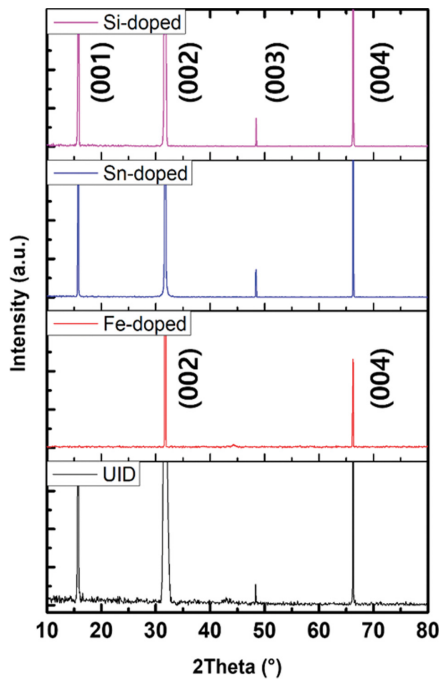 Si-doped
(001)
(002)
(003)
(004)
Sn-doped
Fe-doped
(002)
(004)
UID
Intensity (a.u.)
10 20 30 40 50 60 70 80
2Theta (°)